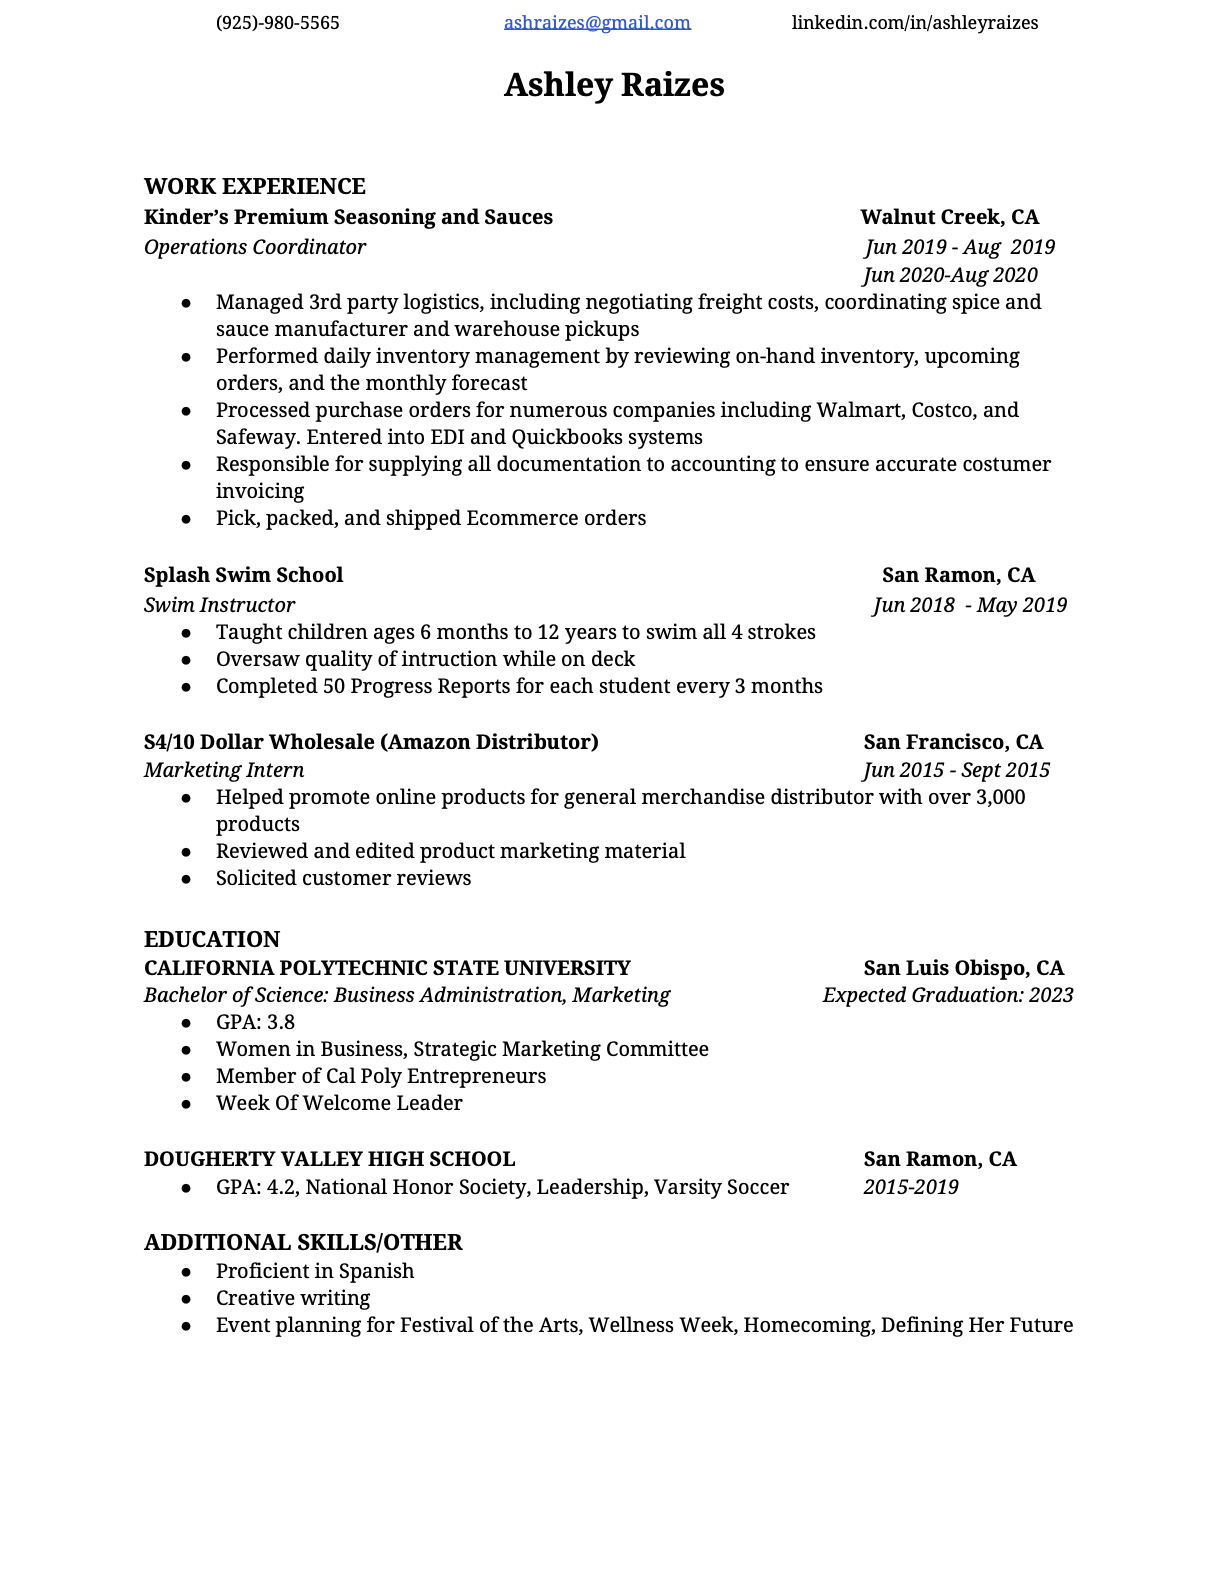 (925)-980-5565 ashraizes@gmail.com linkedin.com/in/ashleyraizes
Ashley Raizes
WORK EXPERIENCE
Kinder’s Premium Seasoning and Sauces Walnut Creek, CA
Operations Coordinator Jun 2019 - Aug 2019
Jun 2020-Aug 2020
● Managed 3rd party logistics, including negotiating freight costs, coordinating spice and
sauce manufacturer and warehouse pickups
● Performed daily inventory management by reviewing on-hand inventory, upcoming
orders, and the monthly forecast
● Processed purchase orders for numerous companies including Walmart, Costco, and
Safeway. Entered into EDI and Quickbooks systems
● Responsible for supplying all documentation to accounting to ensure accurate costumer
invoicing
● Pick, packed, and shipped Ecommerce orders
Splash Swim School San Ramon, CA
Swim Instructor Jun 2018 - May 2019
● Taught children ages 6 months to 12 years to swim all 4 strokes
● Oversaw quality of intruction while on deck
● Completed 50 Progress Reports for each student every 3 months
S4/10 Dollar Wholesale (Amazon Distributor) San Francisco, CA
Marketing Intern Jun 2015 - Sept 2015
● Helped promote online products for general merchandise distributor with over 3,000
products
● Reviewed and edited product marketing material
● Solicited customer reviews
EDUCATION
CALIFORNIA POLYTECHNIC STATE UNIVERSITY San Luis Obispo, CA
Bachelor of Science: Business Administration, Marketing Expected Graduation: 2023
● GPA: 3.8
● Women in Business, Strategic Marketing Committee
● Member of Cal Poly Entrepreneurs
● Week Of Welcome Leader
DOUGHERTY VALLEY HIGH SCHOOL San Ramon, CA
● GPA: 4.2, National Honor Society, Leadership, Varsity Soccer 2015-2019
ADDITIONAL SKILLS/OTHER
● Proficient in Spanish
● Creative writing
● Event planning for Festival of the Arts, Wellness Week, Homecoming, Defining Her Future